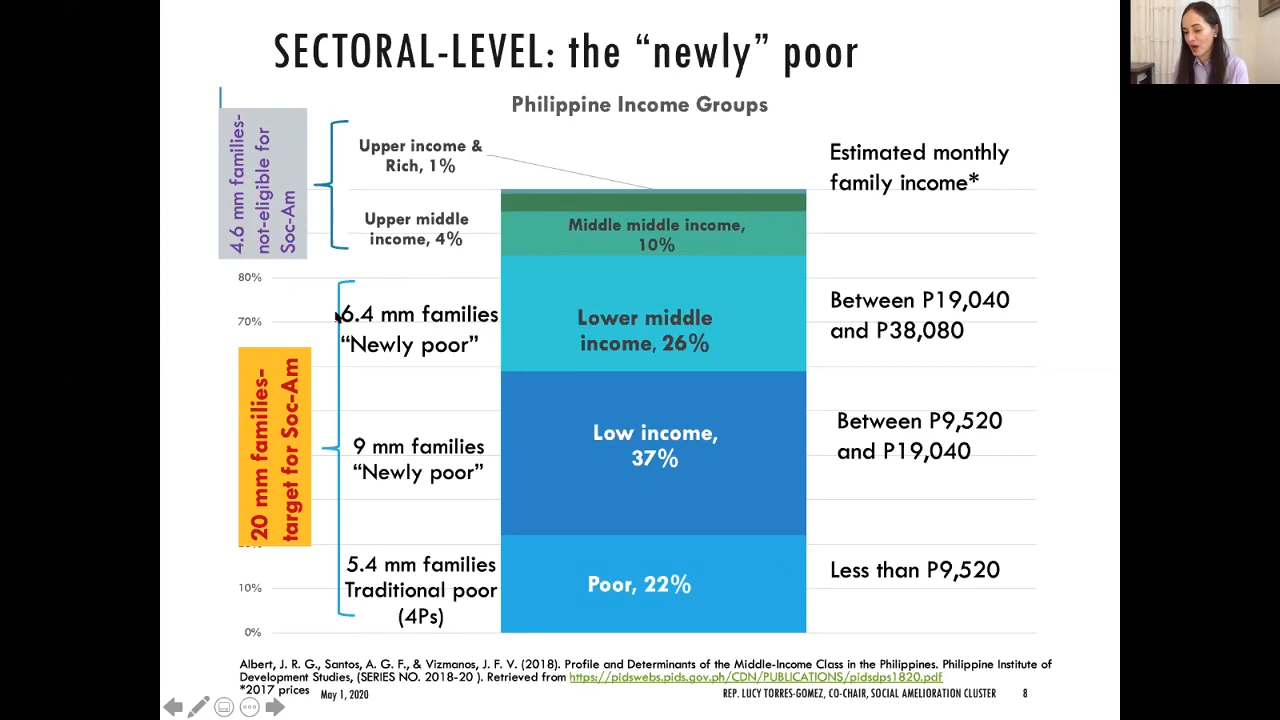 SECTORAL-LEVEL: the “newly” poor
Philippine Income Groups
4.6 mm families-
not-eligible for
Soc-Am
Upper income &
Rich, 1%
Upper middle
income, 4%
Middle middle income,
10%
Estimated monthly
family income*
80%
70%
6.4 mm families
“Newly poor”
Lower middle
income, 26%
Between P19,040
and P38,080
20 mm families-
target for Soc-Am
9 mm families
“Newly poor”
Low income,
37%
Between P9,520
and P19,040
5.4 mm families
Traditional poor
(4Ps)
Poor, 22%
Less than P9,520
10%
0%
Albert, J. R. G., Santos, A. G. F., & Vizmanos, J. F. V. (2018). Profile and Determinants of the Middle-Income Class in the Philippines. Philippine Institute of
Development Studies, (SERIES NO. 2018-20 ). Retrieved from https://pidswebs.pids.gov.ph/CDN/PUBLICATIONS/pidsdps1820.pdf
*2017 prices
May 1, 2020
REP. LUCY TORRES-GOMEZ, CO-CHAIR, SOCIAL AMELIORATION CLUSTER
8